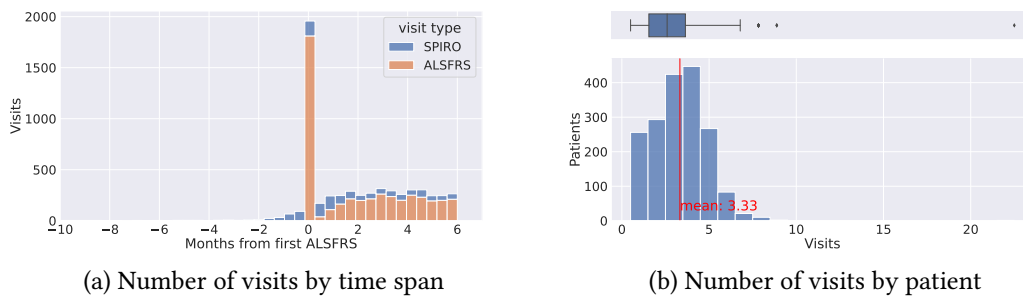 2000
1500
1000
500
0
Visits
visit type
SPIRO
ALSFRS
−10 −8 −6 −4 −2 0 2 4 6
Months from first ALSFRS
(a) Number of visits by time span
400
300
200
100
0
Patients
mean: 3.33
0 5 10 15 20
Visits
(b) Number of visits by patient